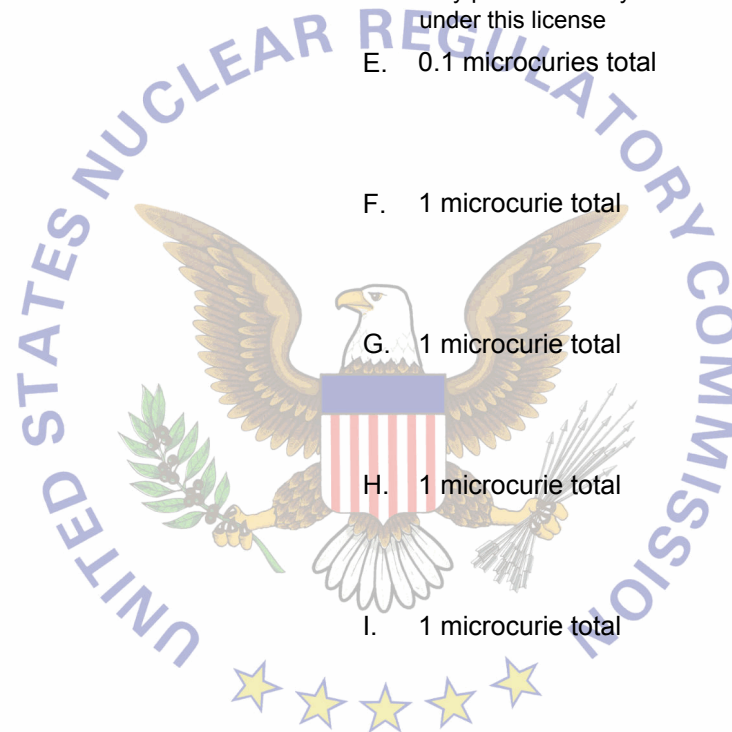 under this license
E. 0.1 microcuries total
F. 1 microcurie total
G. 1 microcurie total
H. 1 microcurie total
I. 1 microcurie total
UNITED STATES NUCLEAR REGULATORY COMMISSION